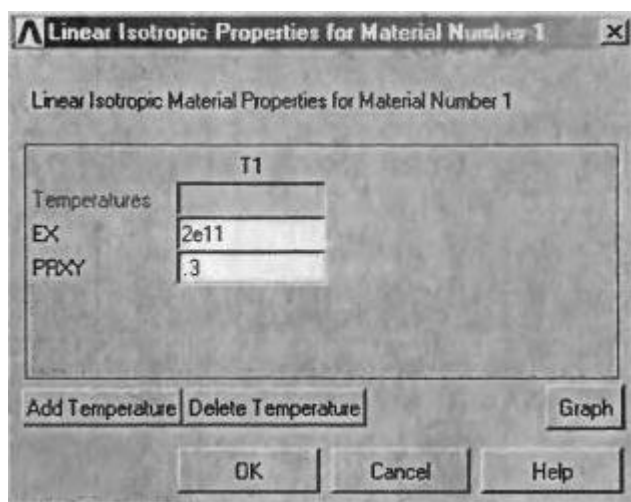 Linear Isotropic Properties for Material Number 1
Linear Isotropic Material Properties for Material Number 1
T1
Temperatures
EX 2e11
PRXY .3
Add Temperature Delete Temperature Graph
OK Cancel Help